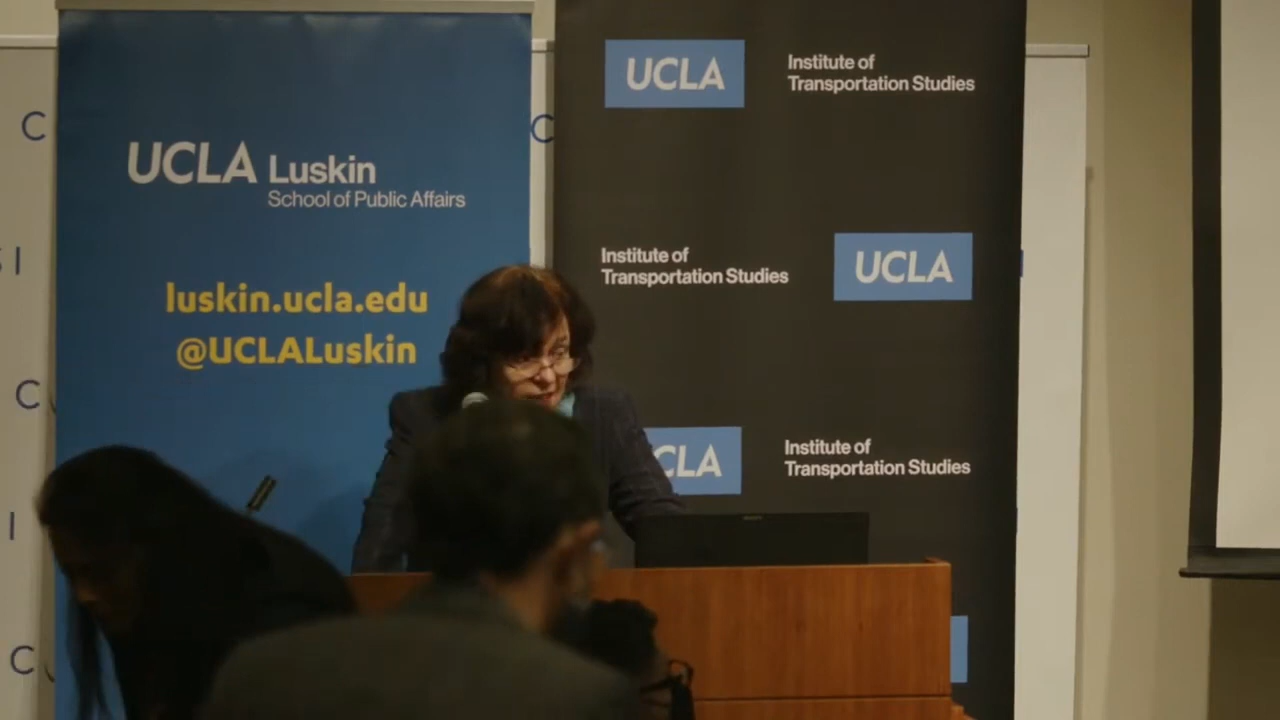 UCLA Luskin
School of Public Affairs
luskin.ucla.edu
@UCLALuskin
UCLA
Institute of
Transportation Studies
Institute of
Transportation Studies
UCLA
CLA
Institute of
Transportation Studies
C
C
SI
C
I
C